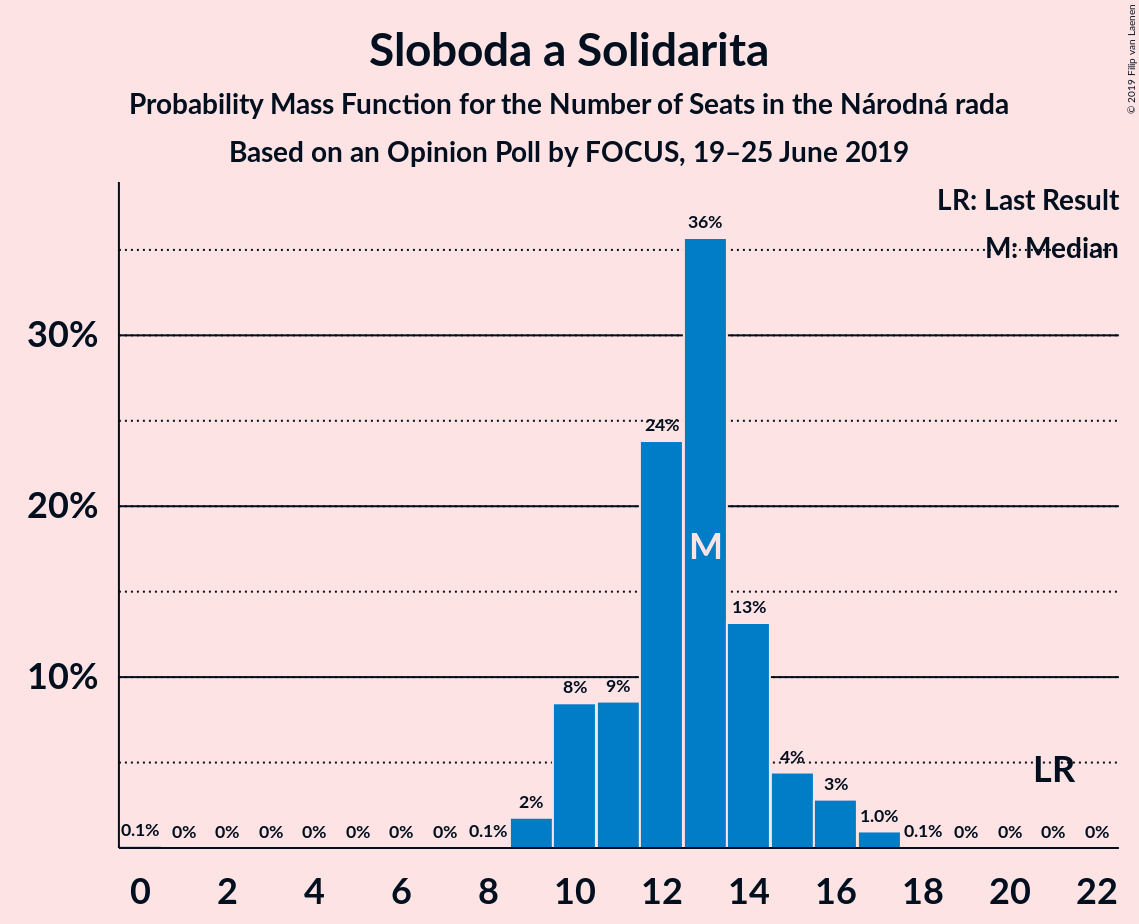 Sloboda a Solidarita
Probability Mass Function for the Number of Seats in the Národná rada
Based on an Opinion Poll by FOCUS, 19–25 June 2019
© 2019 Filip van Laenen
LR: Last Result
M: Median
36%
30%
24%
20%
M
13%
10%
8%
9%
4%
LR
3%
2%
1.0%
0.1% 0% 0% 0% 0% 0% 0% 0% 0.1% 0.1% 0% 0% 0% 0%
0 2 4 6 8 10 12 14 16 18 20 22